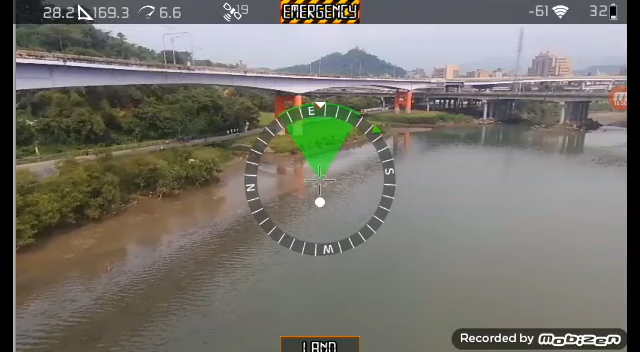 28.2 169.3 6.6 19 EMERGENCY -61 32
E
S
N
W
LAND
Recorded by Mobizen